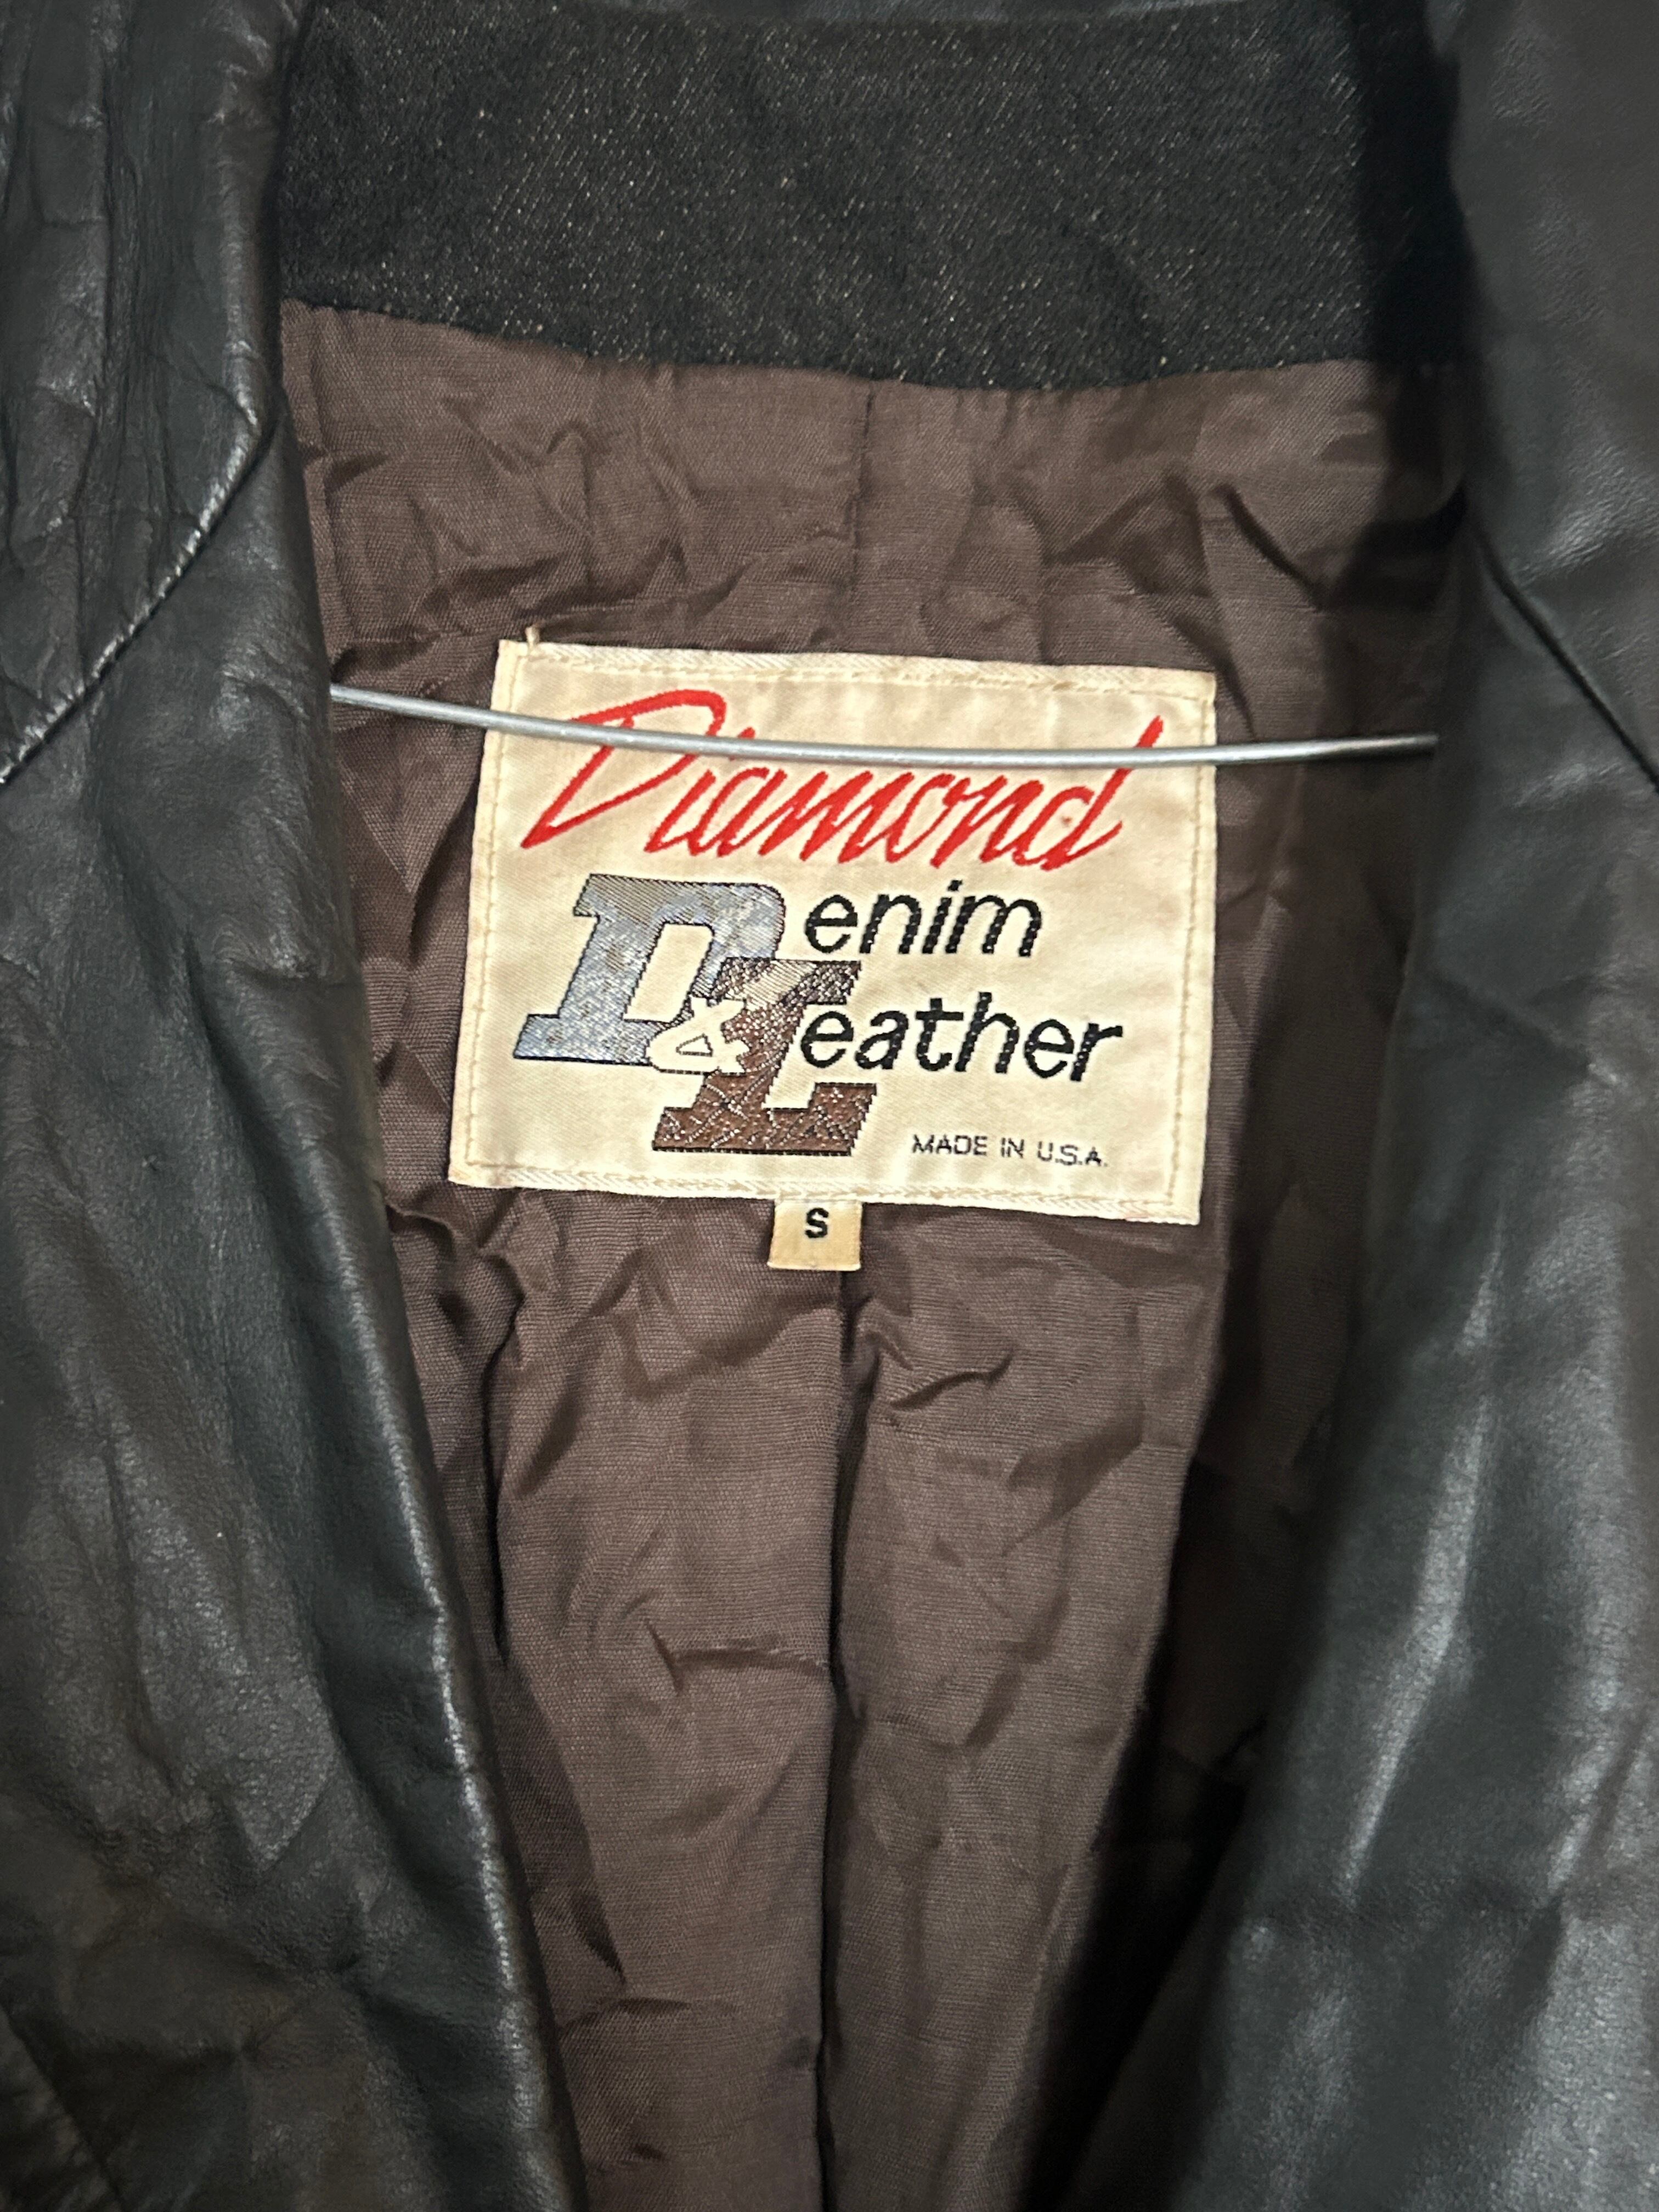 Diamond
Denim
& Leather
MADE IN U.S.A.
S